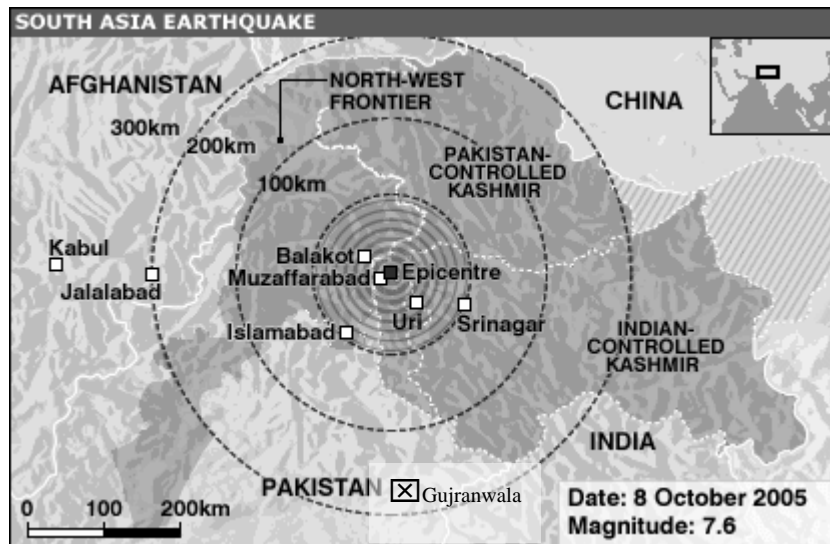 SOUTH ASIA EARTHQUAKE
AFGHANISTAN
NORTH-WEST
FRONTIER
CHINA
300km
200km
100km
PAKISTAN-
CONTROLLED
KASHMIR
Kabul
Jalalabad
Balakot
Muzaffarabad
Epicentre
Uri
Srinagar
Islamabad
INDIAN-
CONTROLLED
KASHMIR
INDIA
PAKISTAN
Gujranwala
0 100 200km
Date: 8 October 2005
Magnitude: 7.6